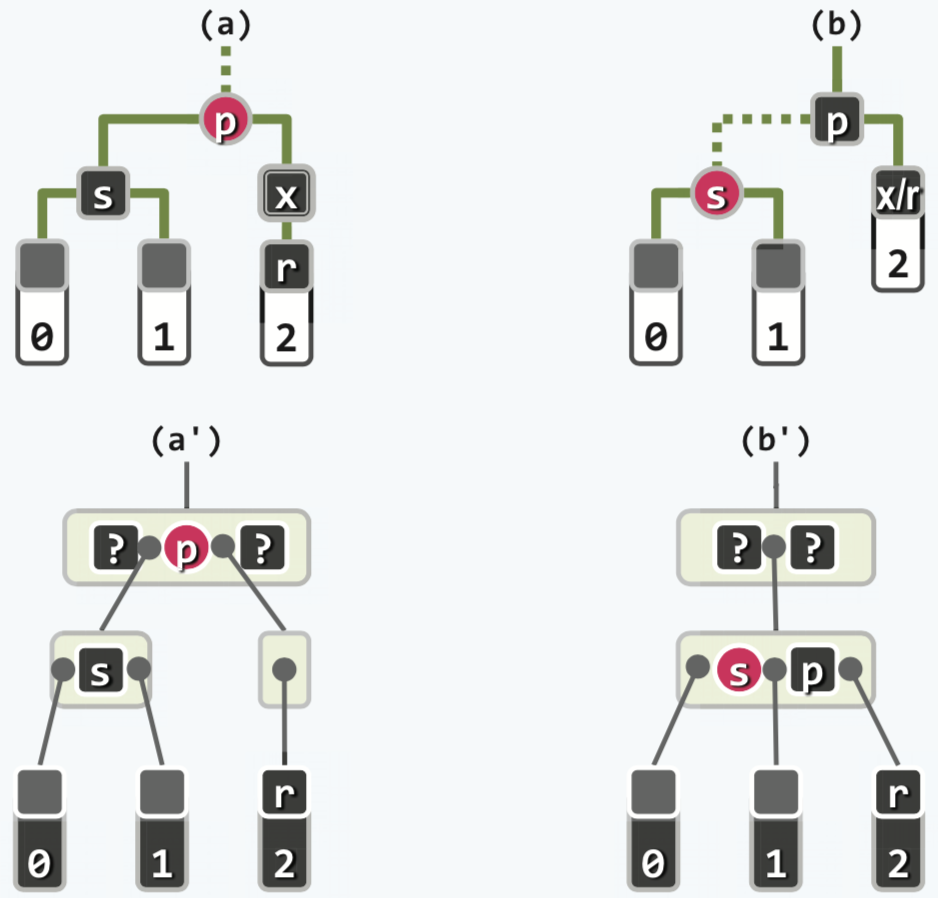 (a) (b)
p p
s x s x/r
r 2
0 1 2 0 1
(a') (b')
? p ? ? ?
s s p
r r
0 1 2 0 1 2